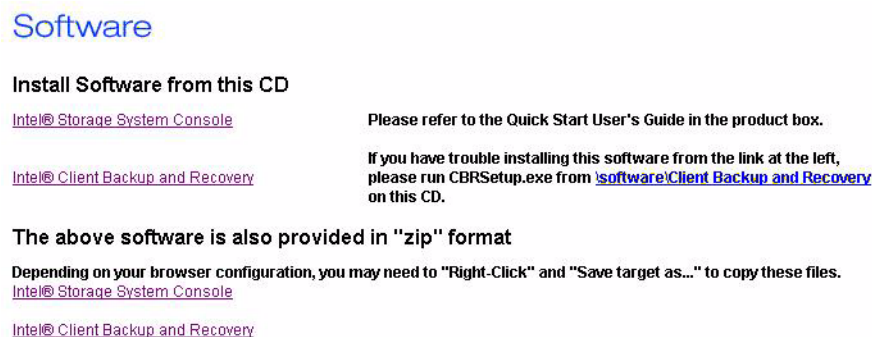 Software
Install Software from this CD
Intel® Storage System Console
Please refer to the Quick Start User's Guide in the product box.
Intel® Client Backup and Recovery
If you have trouble installing this software from the link at the left,
please run CBRSetup.exe from \software\Client Backup and Recovery
on this CD.
The above software is also provided in "zip" format
Depending on your browser configuration, you may need to "Right-Click" and "Save target as..." to copy these files.
Intel® Storage System Console
Intel® Client Backup and Recovery